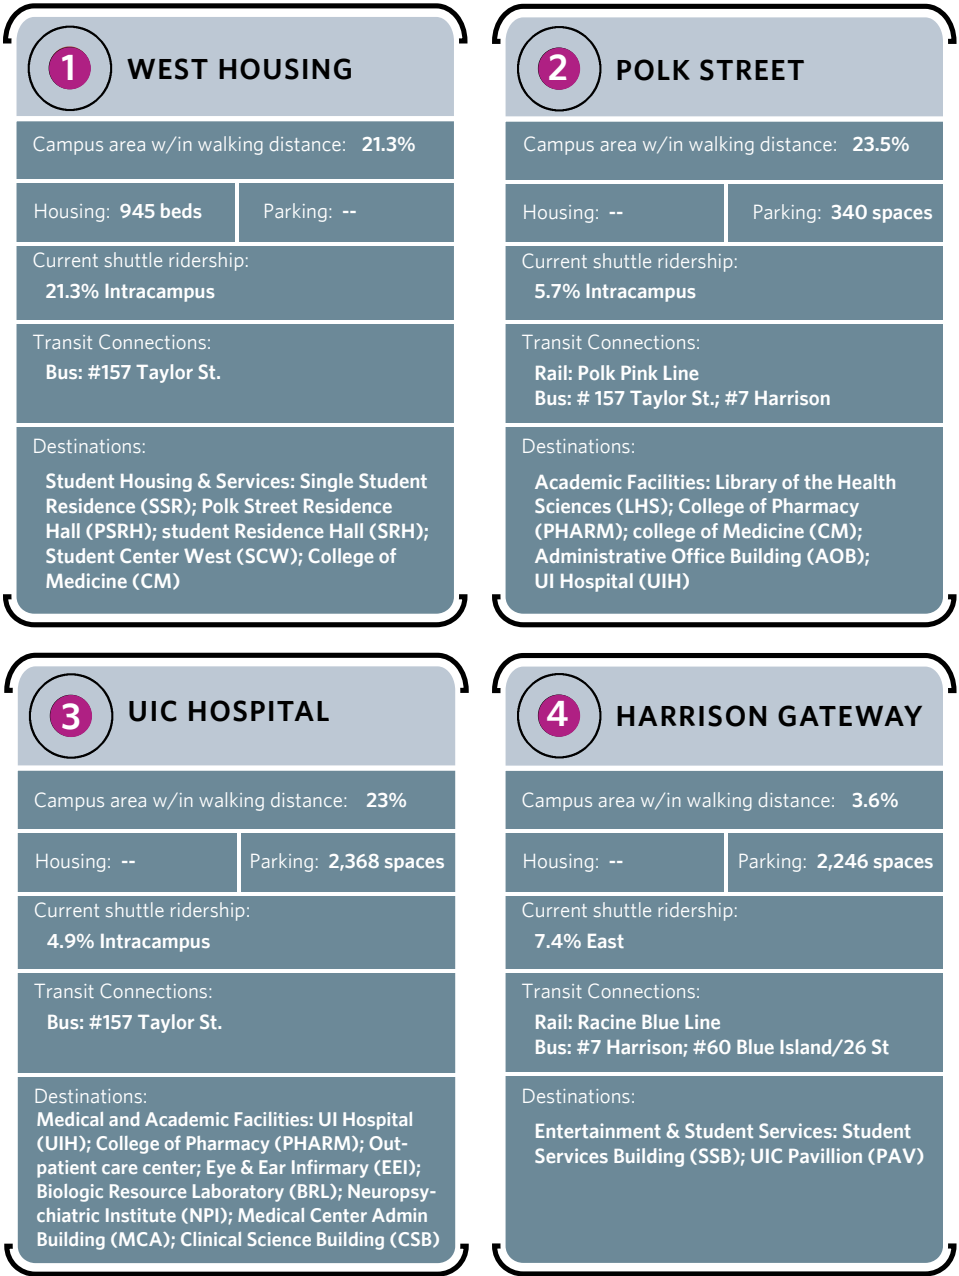 1 WEST HOUSING
Campus area w/in walking distance: 21.3%
Housing: 945 beds
Parking: --
Current shuttle ridership:
21.3% Intracampus
Transit Connections:
Bus: #157 Taylor St.
Destinations:
Student Housing & Services: Single Student
Residence (SSR); Polk Street Residence
Hall (PSRH); student Residence Hall (SRH);
Student Center West (SCW); College of
Medicine (CM)
2 POLK STREET
Campus area w/in walking distance: 23.5%
Housing: --
Parking: 340 spaces
Current shuttle ridership:
5.7% Intracampus
Transit Connections:
Rail: Polk Pink Line
Bus: # 157 Taylor St.; #7 Harrison
Destinations:
Academic Facilities: Library of the Health
Sciences (LHS); College of Pharmacy
(PHARM); college of Medicine (CM);
Administrative Office Building (AOB);
UI Hospital (UIH)
3 UIC HOSPITAL
Campus area w/in walking distance: 23%
Housing: --
Parking: 2,368 spaces
Current shuttle ridership:
4.9% Intracampus
Transit Connections:
Bus: #157 Taylor St.
Destinations:
Medical and Academic Facilities: UI Hospital
(UIH); College of Pharmacy (PHARM); Out-
patient care center; Eye & Ear Infirmary (EEI);
Biologic Resource Laboratory (BRL); Neuropsy-
chiatric Institute (NPI); Medical Center Admin
Building (MCA); Clinical Science Building (CSB)
4 HARRISON GATEWAY
Campus area w/in walking distance: 3.6%
Housing: --
Parking: 2,246 spaces
Current shuttle ridership:
7.4% East
Transit Connections:
Rail: Racine Blue Line
Bus: #7 Harrison; #60 Blue Island/26 St
Destinations:
Entertainment & Student Services: Student
Services Building (SSB); UIC Pavillion (PAV)